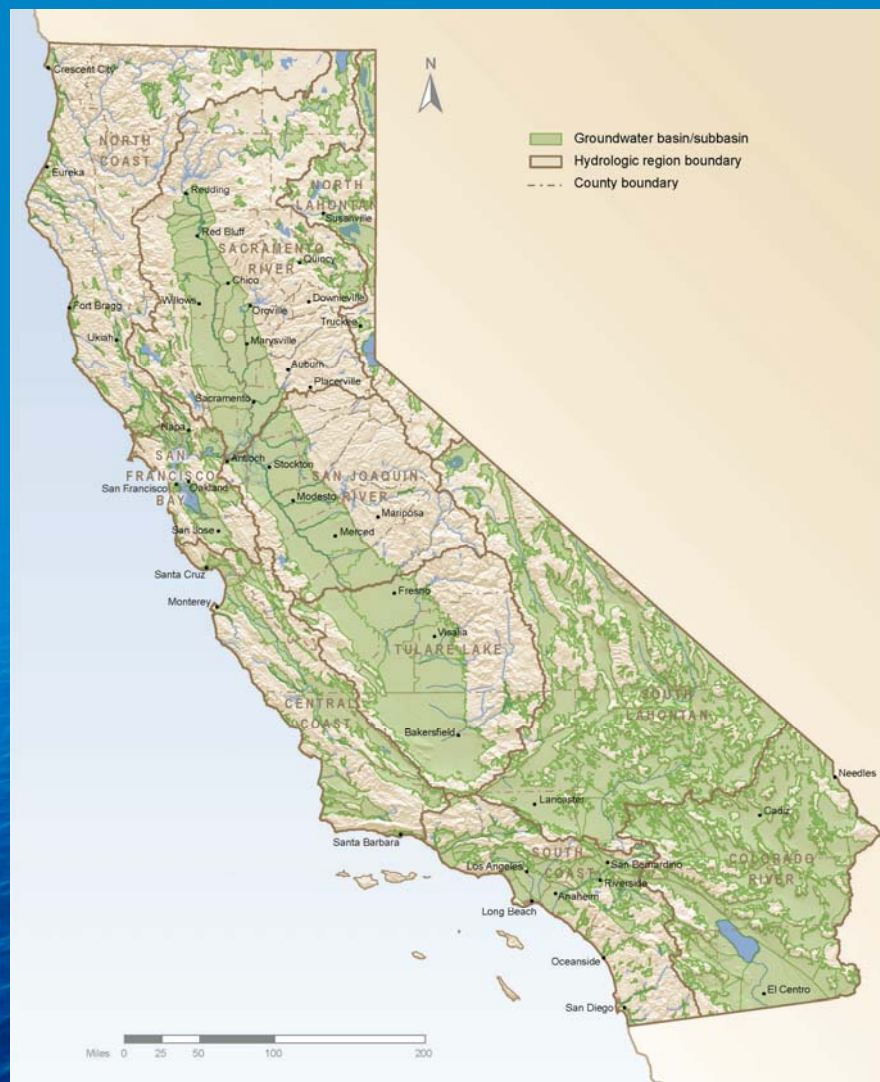 N
Groundwater basin/subbasin
Hydrologic region boundary
County boundary
Crescent City
NORTH
COAST
Eureka
Redding
NORTH
LAHONTAN
Susanville
Red Bluff
SACRAMENTO
RIVER
Quincy
Chico
Fort Bragg
Willows
Oroville
Downieville
Truckee
Ukiah
Marysville
Auburn
Placerville
Sacramento
Napa
SAN
FRANCISCO
BAY
Antioch
Stockton
SAN JOAQUIN
RIVER
San Francisco
Oakland
Modesto
Mariposa
San Jose
Merced
Santa Cruz
Monterey
Fresno
Visalia
TULARE LAKE
CENTRAL
COAST
SOUTH
LAHONTAN
Bakersfield
Needles
Lancaster
Cadiz
Santa Barbara
Los Angeles
SOUTH
COAST
San Bernardino
Riverside
COLORADO
RIVER
Anaheim
Long Beach
Oceanside
El Centro
San Diego
Miles 0 25 50 100 200